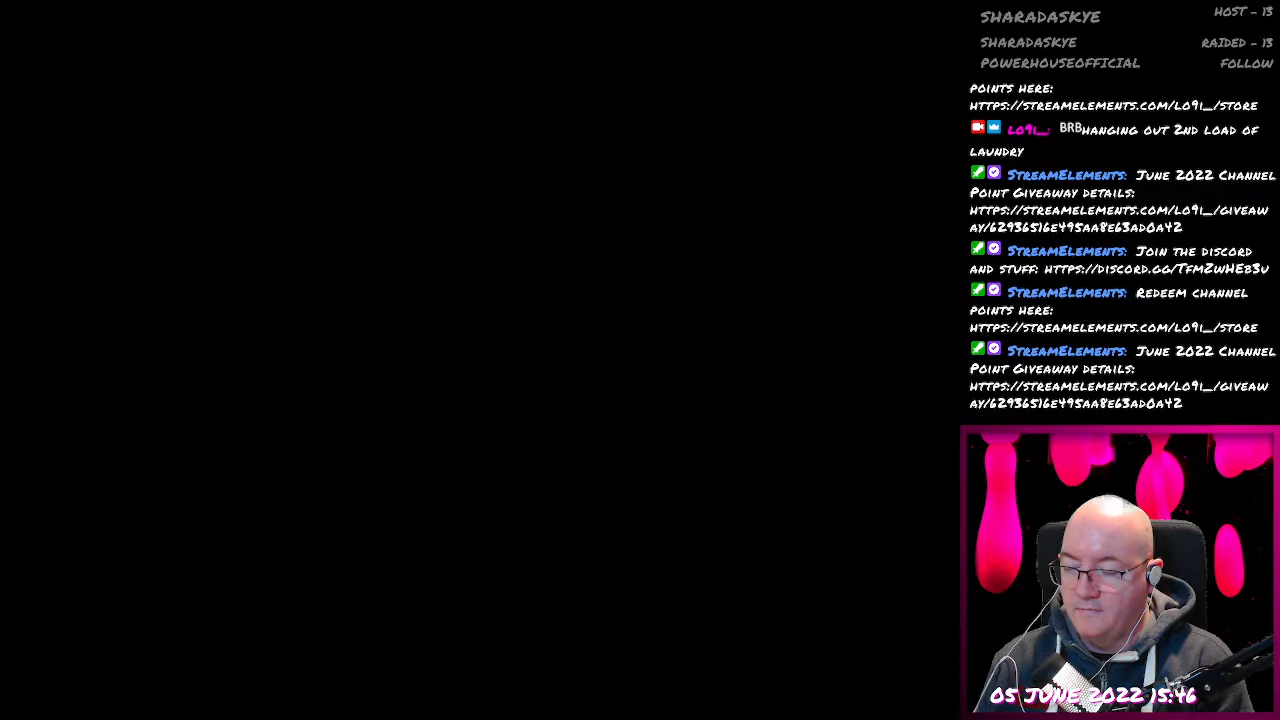 SHARADASKYE HOST - 13
SHARADASKYE RAIDED - 13
POWERHOUSEOFFICIAL FOLLOW
POINTS HERE:
HTTPS://STREAMELEMENTS.COM/LO9I_/STORE
LO9I_: BRB HANGING OUT 2ND LOAD OF
LAUNDRY
StreamElements: June 2022 Channel
Point Giveaway details:
HTTPS://STREAMELEMENTS.COM/LO9I_/GIVEAW
AY/62936516E495AA8E63AD0A42
StreamElements: Join the discord
and stuff: HTTPS://DISCORD.GG/TFMZWHE83U
StreamElements: Redeem channel
points here:
HTTPS://STREAMELEMENTS.COM/LO9I_/STORE
StreamElements: June 2022 Channel
Point Giveaway details:
HTTPS://STREAMELEMENTS.COM/LO9I_/GIVEAW
AY/62936516E495AA8E63AD0A42
05 JUNE 2022 15:46